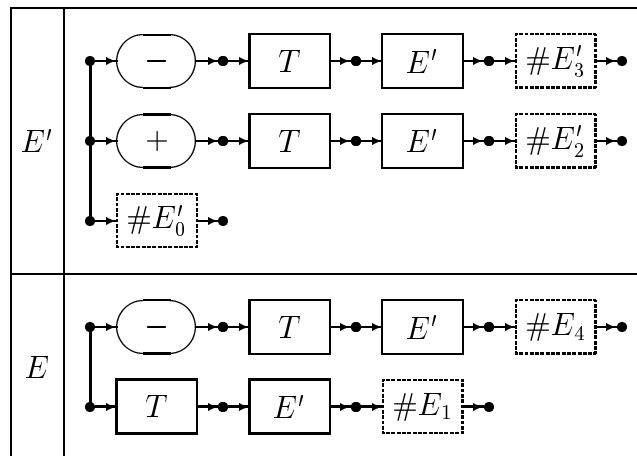 − T E′ #E′3
E′ + T E′ #E′2
#E′0
− T E′ #E4
E
T E′ #E1